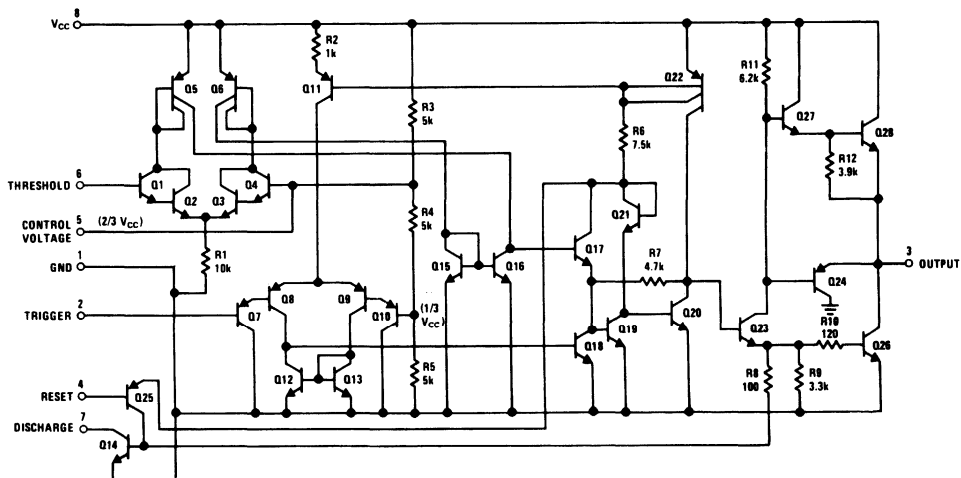 8
VCC
R2
1k
R11
6.2k
Q5
Q6
Q11
Q22
Q27
Q28
R3
5k
R6
7.5k
R12
3.9k
6
THRESHOLD
Q1
Q2
Q3
Q4
5
CONTROL
VOLTAGE
(2/3 VCC)
R4
5k
Q21
1
GND
R1
10k
Q15
Q16
Q17
R7
4.7k
3
OUTPUT
Q24
2
TRIGGER
Q7
Q8
Q9
Q10
(1/3
VCC)
Q18
Q19
Q20
Q23
R10
120
Q26
4
RESET
Q25
Q12
Q13
R5
5k
R8
100
R9
3.3k
7
DISCHARGE
Q14